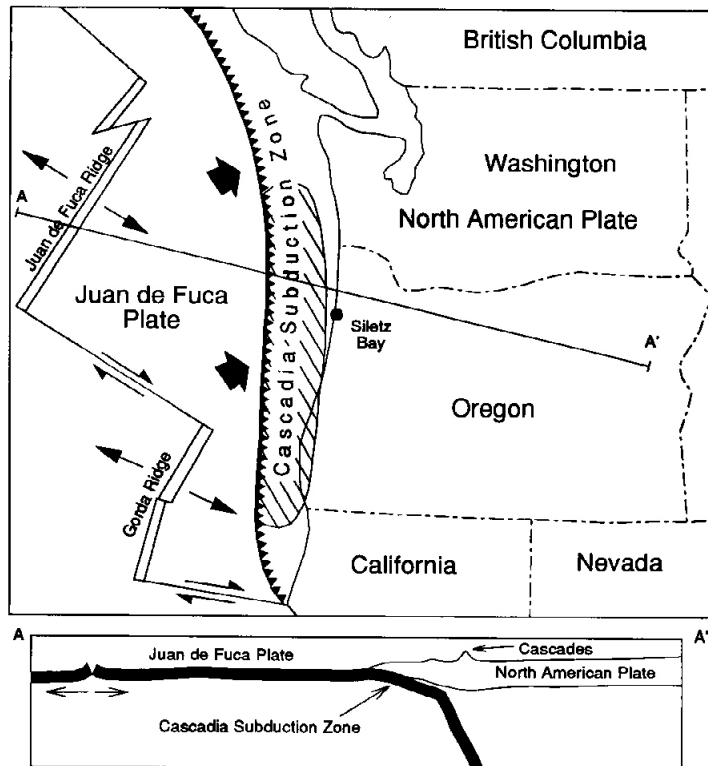 British Columbia
Washington
North American Plate
Cascadia Subduction Zone
Juan de Fuca Ridge
A
Juan de Fuca
Plate
Siletz
Bay
A'
Oregon
Gorda Ridge
California
Nevada
A
A'
Juan de Fuca Plate
Cascades
North American Plate
Cascadia Subduction Zone